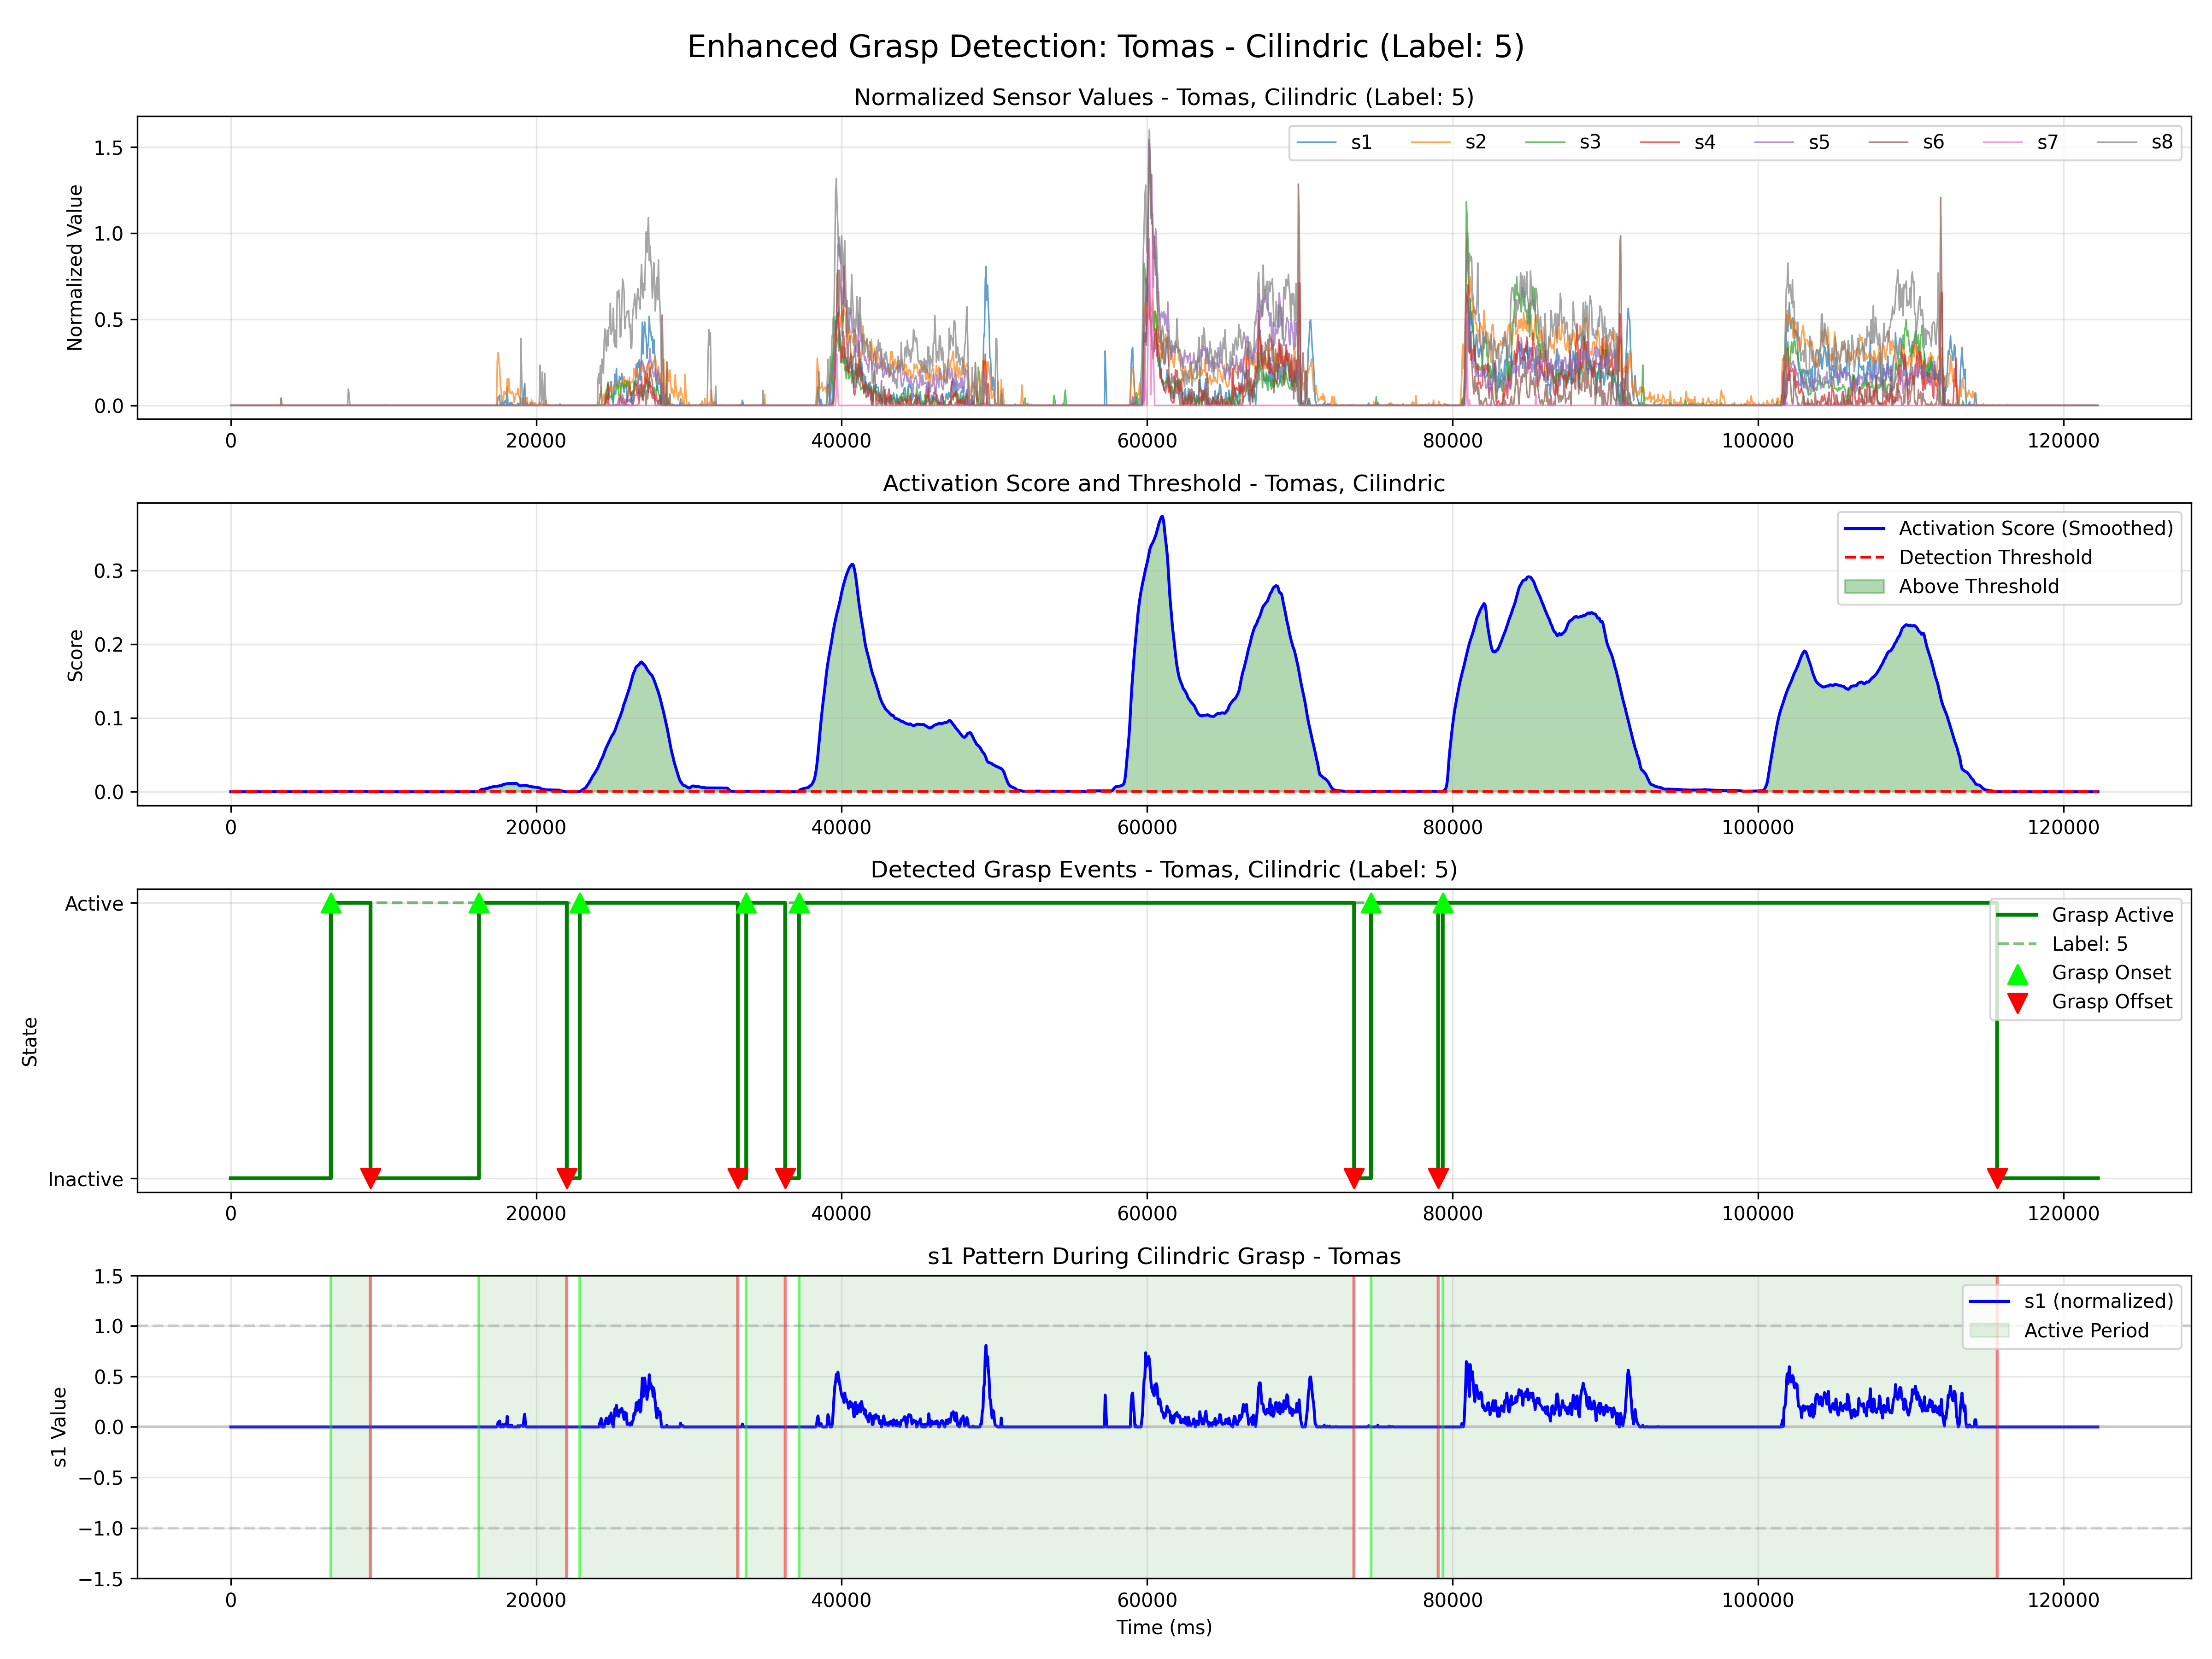 Enhanced Grasp Detection: Tomas - Cilindric (Label: 5)
Normalized Sensor Values - Tomas, Cilindric (Label: 5)
Normalized Value
1.5
1.0
0.5
0.0
s1 s2 s3 s4 s5 s6 s7 s8
0 20000 40000 60000 80000 100000 120000
Activation Score and Threshold - Tomas, Cilindric
Score
0.3
0.2
0.1
0.0
Activation Score (Smoothed)
Detection Threshold
Above Threshold
0 20000 40000 60000 80000 100000 120000
Detected Grasp Events - Tomas, Cilindric (Label: 5)
State
Active
Inactive
Grasp Active
Label: 5
Grasp Onset
Grasp Offset
0 20000 40000 60000 80000 100000 120000
s1 Pattern During Cilindric Grasp - Tomas
s1 Value
1.5
1.0
0.5
0.0
−0.5
−1.0
−1.5
s1 (normalized)
Active Period
0 20000 40000 60000 80000 100000 120000
Time (ms)